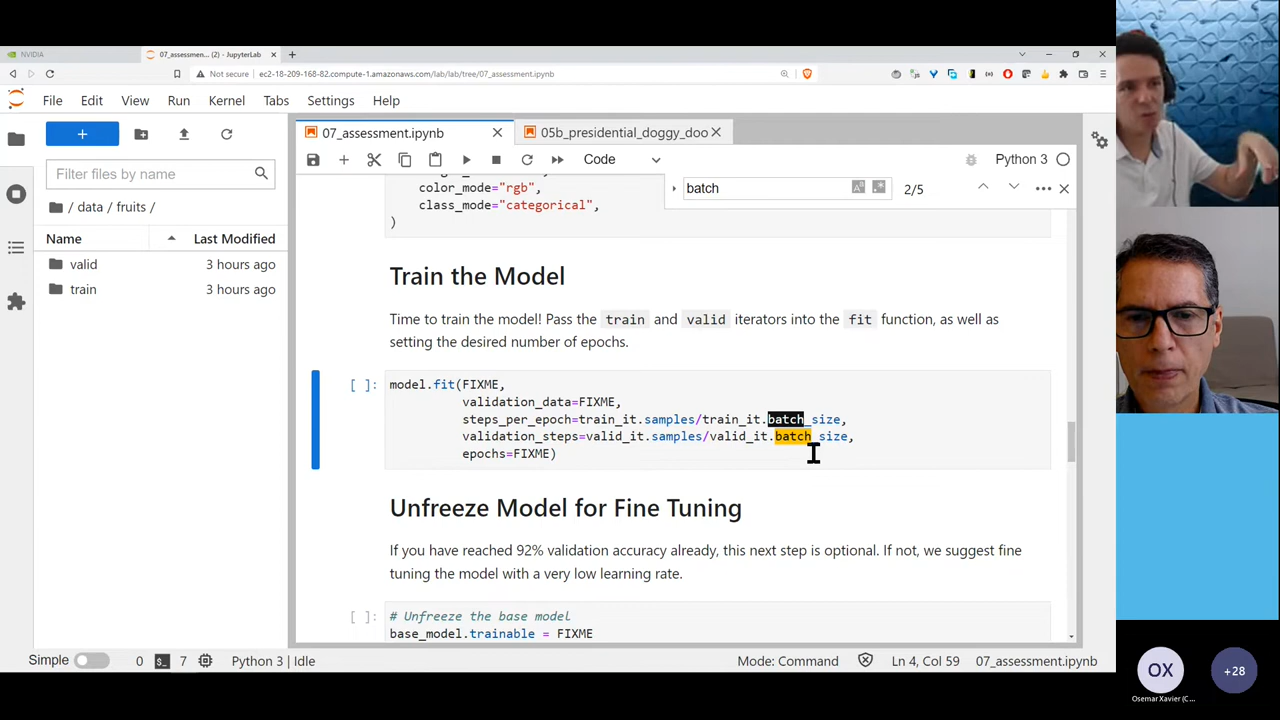 NVIDIA
07_assessmen... (2) - JupyterLab
Not secure ec2-18-209-168-82.compute-1.amazonaws.com/lab/lab/tree/07_assessment.ipynb
File Edit View Run Kernel Tabs Settings Help
07_assessment.ipynb
05b_presidential_doggy_doo
Code
Python 3
Filter files by name
batch
2/5
/ data / fruits /
Name
Last Modified
valid
3 hours ago
train
3 hours ago
color_mode="rgb",
class_mode="categorical",
)
Train the Model
Time to train the model! Pass the train and valid iterators into the fit function, as well as
setting the desired number of epochs.
[ ]:
model.fit(FIXME,
validation_data=FIXME,
steps_per_epoch=train_it.samples/train_it.batch_size,
validation_steps=valid_it.samples/valid_it.batch_size,
epochs=FIXME)
Unfreeze Model for Fine Tuning
If you have reached 92% validation accuracy already, this next step is optional. If not, we suggest fine
tuning the model with a very low learning rate.
[ ]:
# Unfreeze the base model
base_model.trainable = FIXME
Simple
0
7
Python 3 | Idle
Mode: Command
Ln 4, Col 59
07_assessment.ipynb
OX
Osemar Xavier (C...
+28